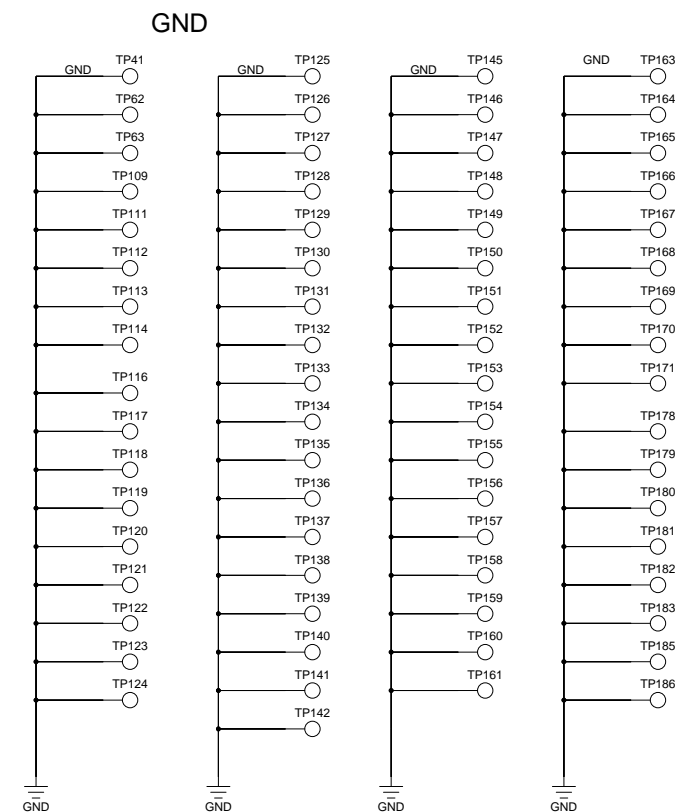 GND
GND
TP41
TP62
TP63
TP109
TP111
TP112
TP113
TP114
TP116
TP117
TP118
TP119
TP120
TP121
TP122
TP123
TP124
GND
GND
TP125
TP126
TP127
TP128
TP129
TP130
TP131
TP132
TP133
TP134
TP135
TP136
TP137
TP138
TP139
TP140
TP141
TP142
GND
GND
TP145
TP146
TP147
TP148
TP149
TP150
TP151
TP152
TP153
TP154
TP155
TP156
TP157
TP158
TP159
TP160
TP161
GND
GND
TP163
TP164
TP165
TP166
TP167
TP168
TP169
TP170
TP171
TP178
TP179
TP180
TP181
TP182
TP183
TP185
TP186
GND